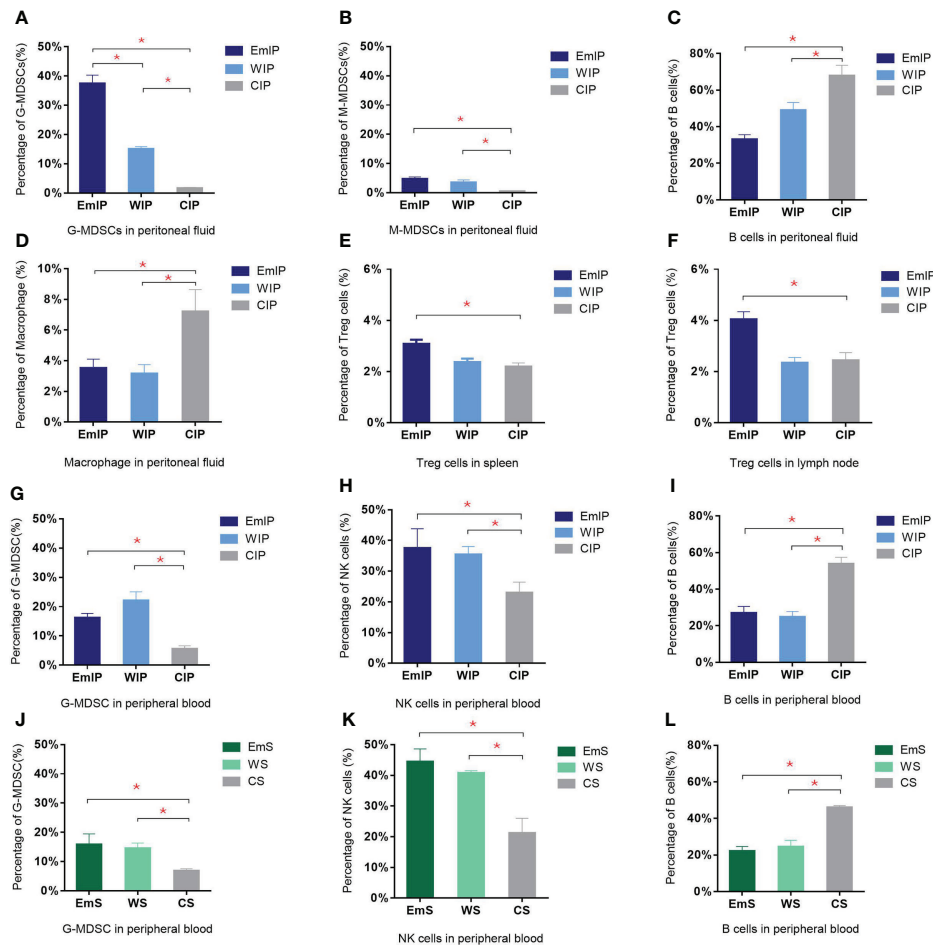 A
Percentage of G-MDSCs(%)
50%
40%
30%
20%
10%
0%
*
*
*
EmIP
WIP
CIP
EmIP WIP CIP
G-MDSCs in peritoneal fluid
B
Percentage of M-MDSCs(%)
50%
40%
30%
20%
10%
0%
*
*
EmIP
WIP
CIP
EmIP WIP CIP
M-MDSCs in peritoneal fluid
C
Percentage of B cells(%)
80%
60%
40%
20%
0%
*
*
EmIP
WIP
CIP
EmIP WIP CIP
B cells in peritoneal fluid
D
Percentage of Macrophage (%)
10%
8%
6%
4%
2%
0%
*
*
EmIP
WIP
CIP
EmIP WIP CIP
Macrophage in peritoneal fluid
E
Percentage of Treg cells (%)
6%
4%
2%
0%
*
EmIP
WIP
CIP
EmIP WIP CIP
Treg cells in spleen
F
Percentage of Treg cells (%)
6%
4%
2%
0%
*
EmIP
WIP
CIP
EmIP WIP CIP
Treg cells in lymph node
G
Percentage of G-MDSC(%)
50%
40%
30%
20%
10%
0%
*
*
EmIP
WIP
CIP
EmIP WIP CIP
G-MDSC in peripheral blood
H
Percentage of NK cells (%)
50%
40%
30%
20%
10%
0%
*
*
EmIP
WIP
CIP
EmIP WIP CIP
NK cells in peripheral blood
I
Percentage of B cells(%)
80%
60%
40%
20%
0%
*
*
EmIP
WIP
CIP
EmIP WIP CIP
B cells in peripheral blood
J
Percentage of G-MDSC(%)
50%
40%
30%
20%
10%
0%
*
*
EmS
WS
CS
EmS WS CS
G-MDSC in peripheral blood
K
Percentage of NK cells (%)
50%
40%
30%
20%
10%
0%
*
*
EmS
WS
CS
EmS WS CS
NK cells in peripheral blood
L
Percentage of B cells(%)
80%
60%
40%
20%
0%
*
*
EmS
WS
CS
EmS WS CS
B cells in peripheral blood